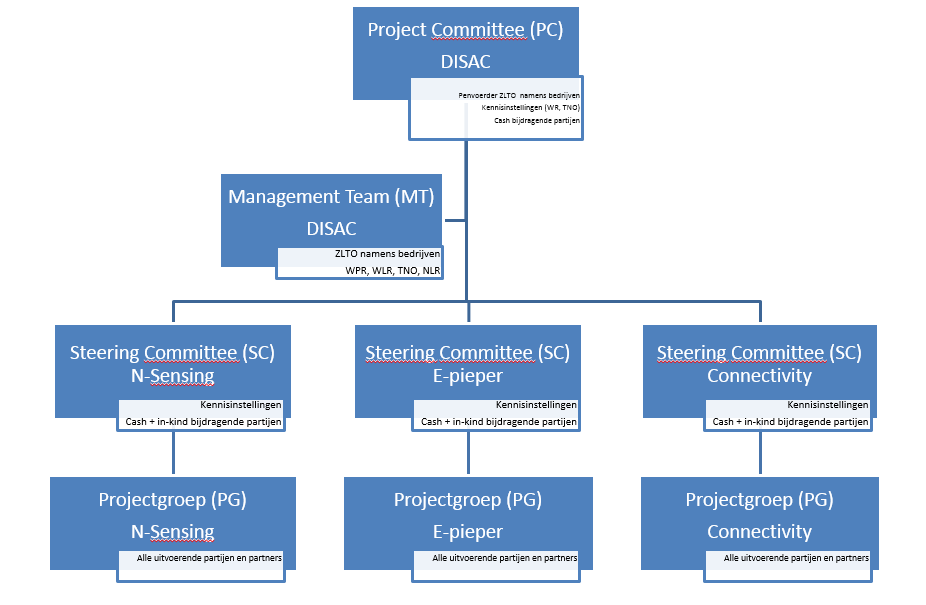 Project Committee (PC)
DISAC
Penvoerder ZLTO namens bedrijven
Kennisinstellingen (WR, TNO)
Cash bijdragende partijen
Management Team (MT)
DISAC
ZLTO namens bedrijven
WPR, WLR, TNO, NLR
Steering Committee (SC)
N-Sensing
Kennisinstellingen
Cash + in-kind bijdragende partijen
Steering Committee (SC)
E-pieper
Kennisinstellingen
Cash + in-kind bijdragende partijen
Steering Committee (SC)
Connectivity
Kennisinstellingen
Cash + in-kind bijdragende partijen
Projectgroep (PG)
N-Sensing
Alle uitvoerende partijen en partners
Projectgroep (PG)
E-pieper
Alle uitvoerende partijen en partners
Projectgroep (PG)
Connectivity
Alle uitvoerende partijen en partners